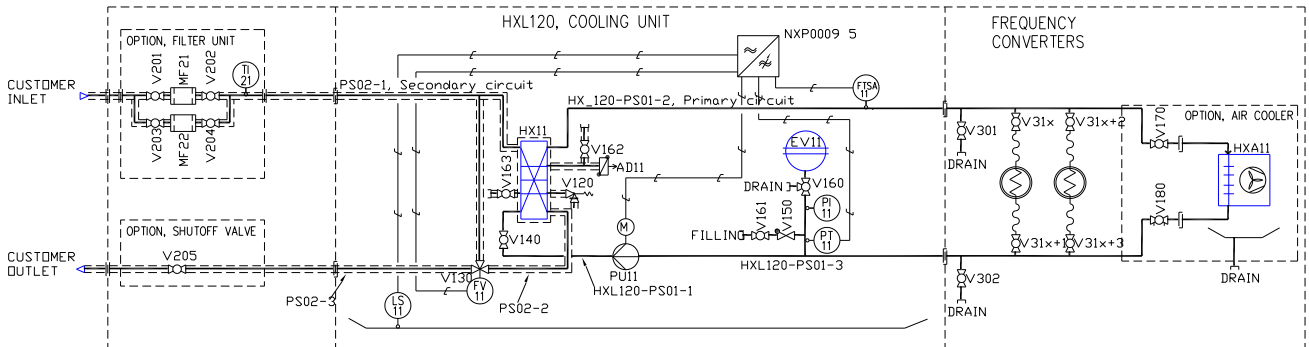 HXL120, COOLING UNIT
FREQUENCY
CONVERTERS
NXP0009 5
OPTION, FILTER UNIT
V201
MF21
V202
TI
21
CUSTOMER
INLET
PS02-1, Secondary circuit
HX_120-PS01-2, Primary circuit
FTSA
11
V203
MF22
V204
HX11
V162
AD11
V163
V120
EV11
DRAIN
V160
V301
DRAIN
V31x
V31x+2
V170
OPTION, AIR COOLER
HXA11
PI
11
V161
V150
FILLING
PT
11
M
V140
V180
OPTION, SHUTOFF VALVE
V205
CUSTOMER
OUTLET
V130
FV
11
PU11
HXL120-PS01-3
V31x+1
V31x+3
PS02-3
LS
11
PS02-2
HXL120-PS01-1
V302
DRAIN
DRAIN